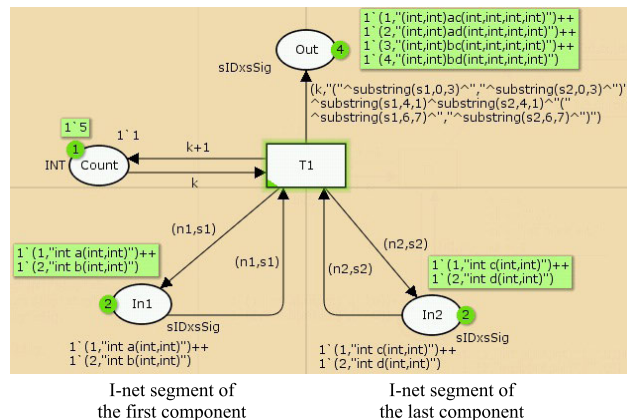 1`(1,"(int,int)ac(int,int,int,int)")++
1`(2,"(int,int)ad(int,int,int,int)")++
1`(3,"(int,int)bc(int,int,int,int)")++
1`(4,"(int,int)bd(int,int,int,int)")
Out
4
sIDxsSig
(k,"("^substring(s1,0,3)^","^substring(s2,0,3)^")"
^substring(s1,4,1)^substring(s2,4,1)^"("
^substring(s1,6,7)^","^substring(s2,6,7)^")")
1`5
1`1
1
k+1
T1
INT
Count
k
(n1,s1)
(n2,s2)
(n1,s1)
(n2,s2)
1`(1,"int a(int,int)")++
1`(2,"int b(int,int)")
1`(1,"int c(int,int)")++
1`(2,"int d(int,int)")
2
In1
In2
2
sIDxsSig
sIDxsSig
1`(1,"int a(int,int)")++
1`(2,"int b(int,int)")
1`(1,"int c(int,int)")++
1`(2,"int d(int,int)")
I-net segment of
the first component
I-net segment of
the last component